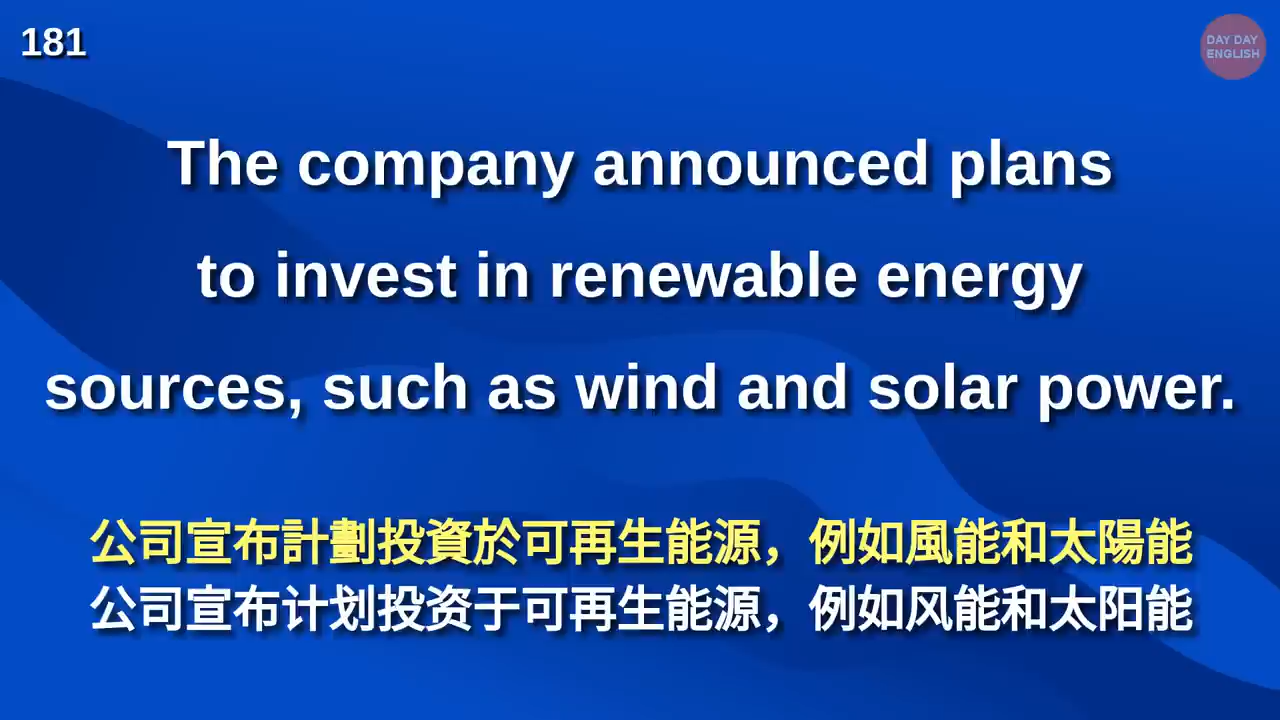 181
DAY DAY
ENGLISH
The company announced plans
to invest in renewable energy
sources, such as wind and solar power.
公司宣布計劃投資於可再生能源，例如風能和太陽能
公司宣布计划投资于可再生能源，例如风能和太阳能